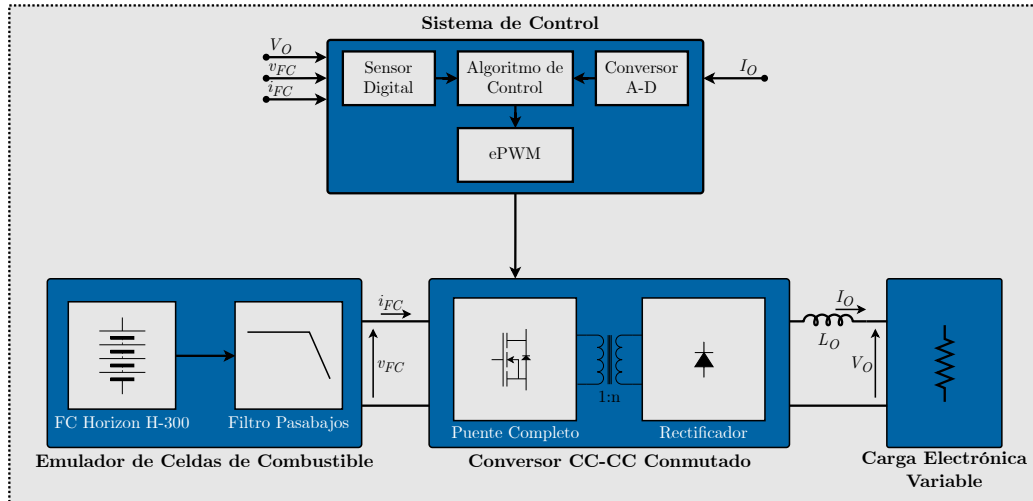 Sistema de Control
V_O
v_FC
i_FC
Sensor
Digital
Algoritmo de
Control
Conversor
A-D
I_O
ePWM
i_FC
v_FC
FC Horizon H-300
Filtro Pasabajos
Emulador de Celdas de Combustible
1:n
Puente Completo
Rectificador
Conversor CC-CC Conmutado
I_O
L_O
V_O
Carga Electrónica
Variable